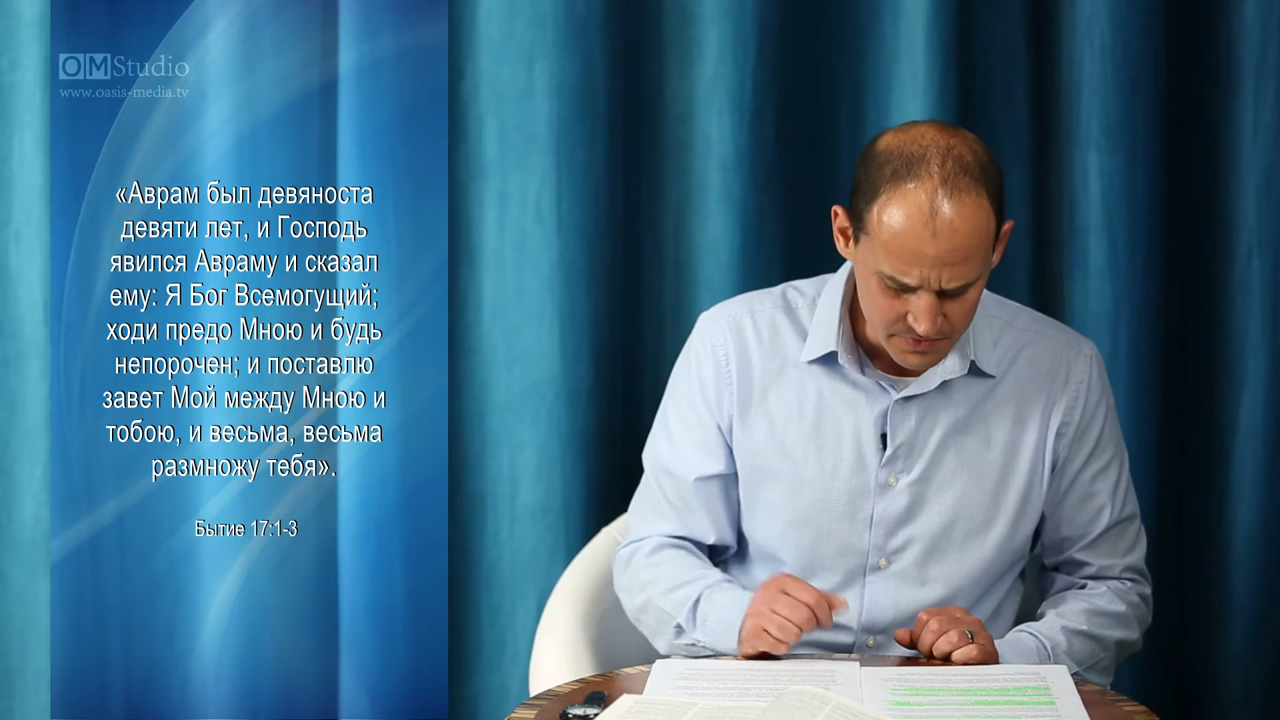 OMStudio
www.oasis-media.tv
«Аврам был девяноста
девяти лет, и Господь
явился Авраму и сказал
ему: Я Бог Всемогущий;
ходи предо Мною и будь
непорочен; и поставлю
завет Мой между Мною и
тобою, и весьма, весьма
размножу тебя».
Бытие 17:1-3